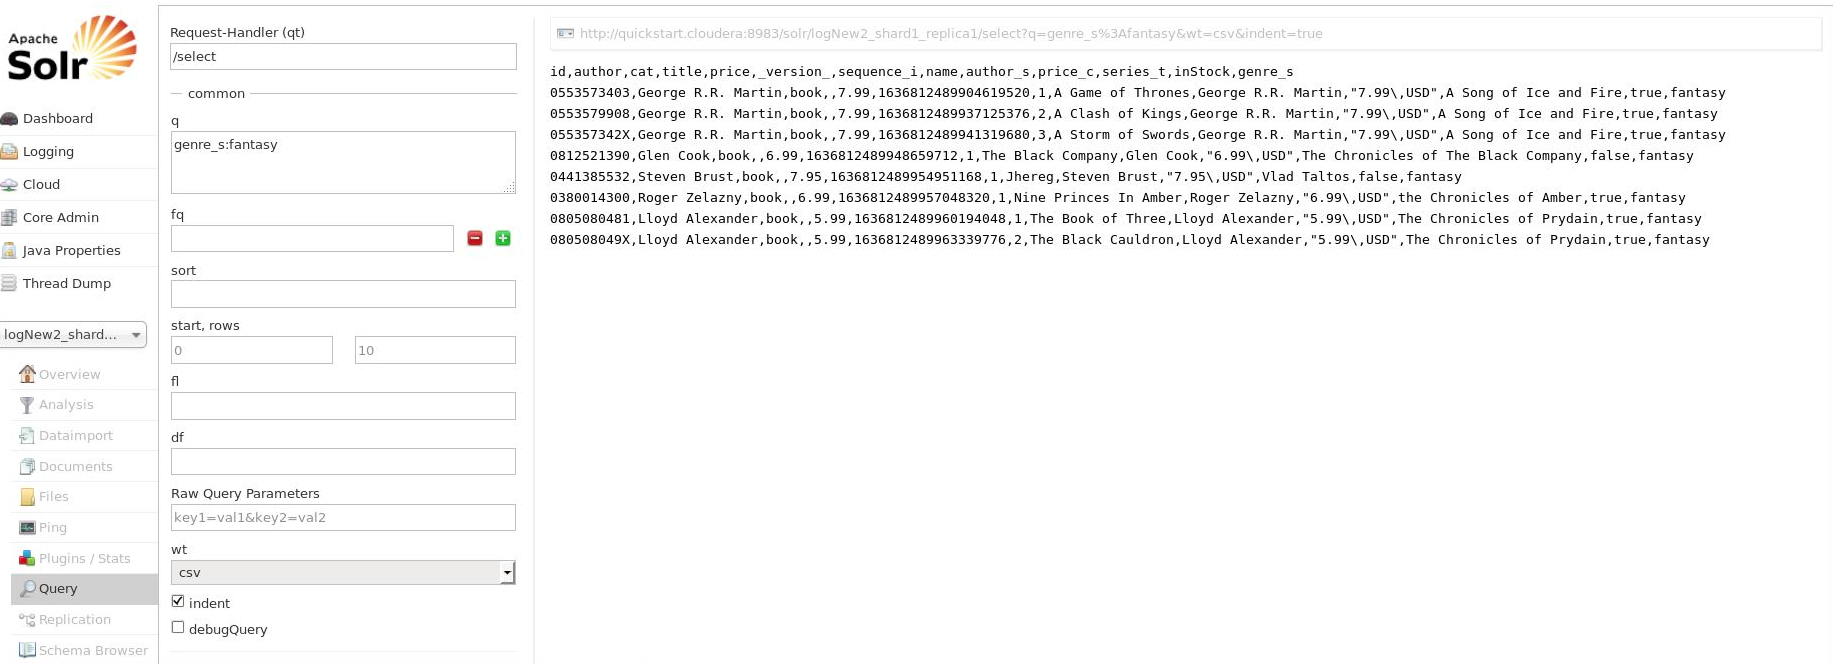 Apache
Solr
Dashboard
Logging
Cloud
Core Admin
Java Properties
Thread Dump
logNew2_shard...
Overview
Analysis
Dataimport
Documents
Files
Ping
Plugins / Stats
Query
Replication
Schema Browser
Request-Handler (qt)
/select
common
q
genre_s:fantasy
fq
sort
start, rows
0 10
fl
df
Raw Query Parameters
key1=val1&key2=val2
wt
csv
indent
debugQuery
http://quickstart.cloudera:8983/solr/logNew2_shard1_replica1/select?q=genre_s%3Afantasy&wt=csv&indent=true
id,author,cat,title,price,_version_,sequence_i,name,author_s,price_c,series_t,inStock,genre_s
0553573403,George R.R. Martin,book,,7.99,1636812489904619520,1,A Game of Thrones,George R.R. Martin,"7.99\,USD",A Song of Ice and Fire,true,fantasy
0553579908,George R.R. Martin,book,,7.99,1636812489937125376,2,A Clash of Kings,George R.R. Martin,"7.99\,USD",A Song of Ice and Fire,true,fantasy
055357342X,George R.R. Martin,book,,7.99,1636812489941319680,3,A Storm of Swords,George R.R. Martin,"7.99\,USD",A Song of Ice and Fire,true,fantasy
0812521390,Glen Cook,book,,6.99,1636812489948659712,1,The Black Company,Glen Cook,"6.99\,USD",The Chronicles of The Black Company,false,fantasy
0441385532,Steven Brust,book,,7.95,1636812489954951168,1,Jhereg,Steven Brust,"7.95\,USD",Vlad Taltos,false,fantasy
0380014300,Roger Zelazny,book,,6.99,1636812489957048320,1,Nine Princes In Amber,Roger Zelazny,"6.99\,USD",the Chronicles of Amber,true,fantasy
0805080481,Lloyd Alexander,book,,5.99,1636812489960194048,1,The Book of Three,Lloyd Alexander,"5.99\,USD",The Chronicles of Prydain,true,fantasy
080508049X,Lloyd Alexander,book,,5.99,1636812489963339776,2,The Black Cauldron,Lloyd Alexander,"5.99\,USD",The Chronicles of Prydain,true,fantasy